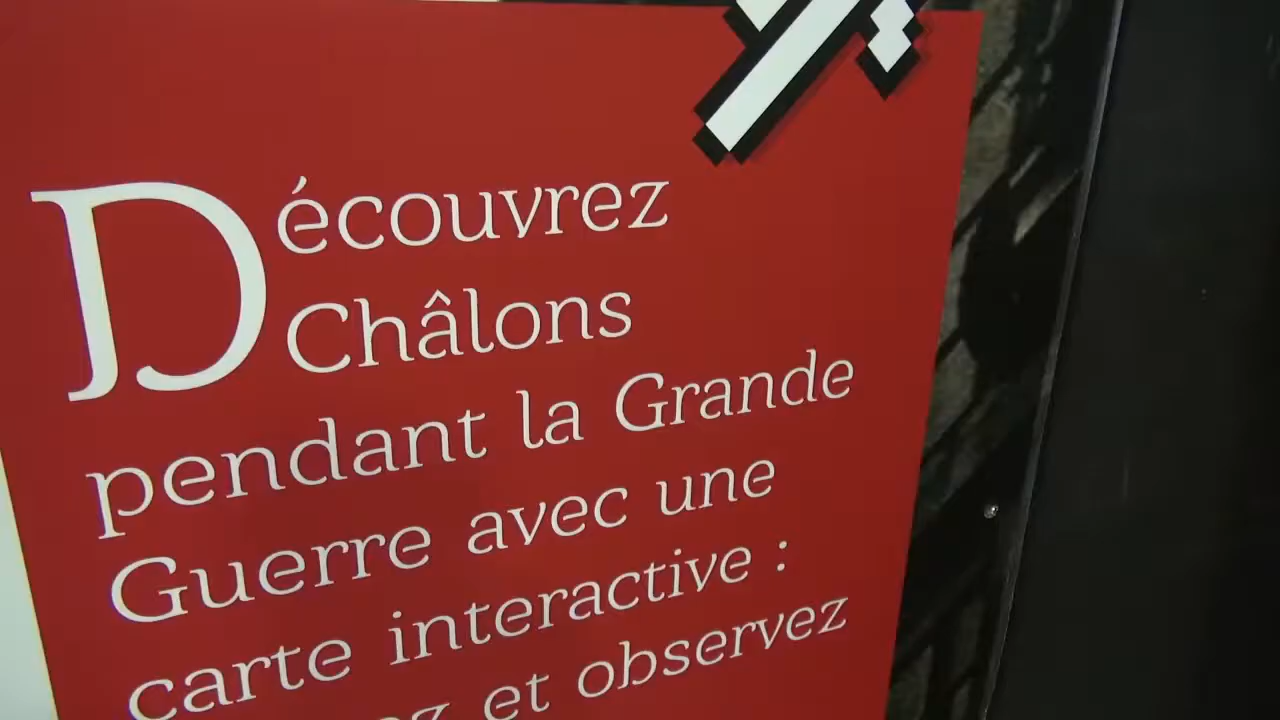 Découvrez
Châlons
pendant la Grande
Guerre avec une
carte interactive :
et observez